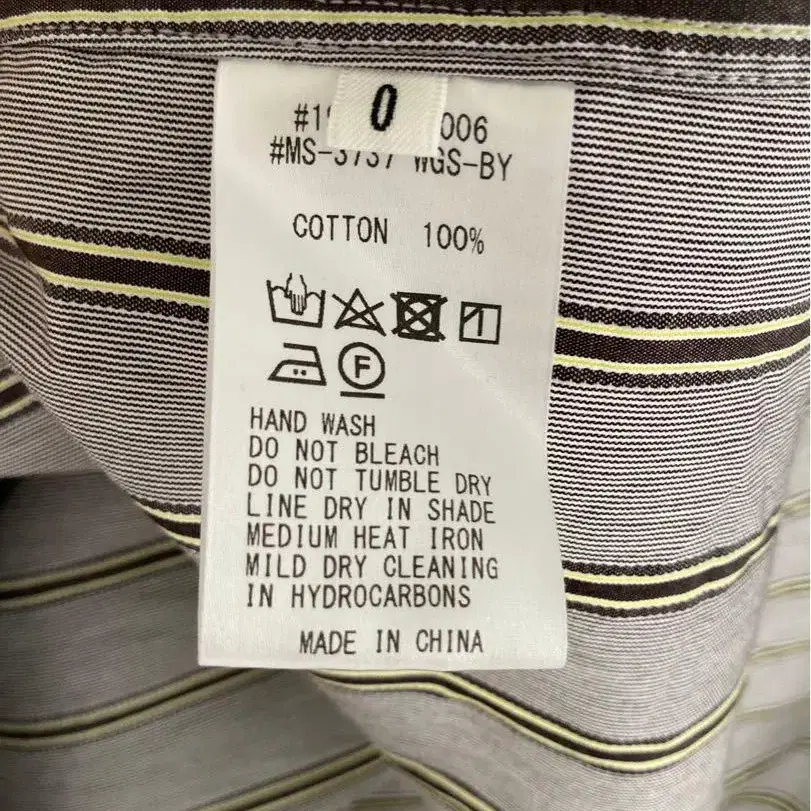 0
006
#MS-3737 WGS-BY
COTTON 100%
F
HAND WASH
DO NOT BLEACH
DO NOT TUMBLE DRY
LINE DRY IN SHADE
MEDIUM HEAT IRON
MILD DRY CLEANING
IN HYDROCARBONS
MADE IN CHINA